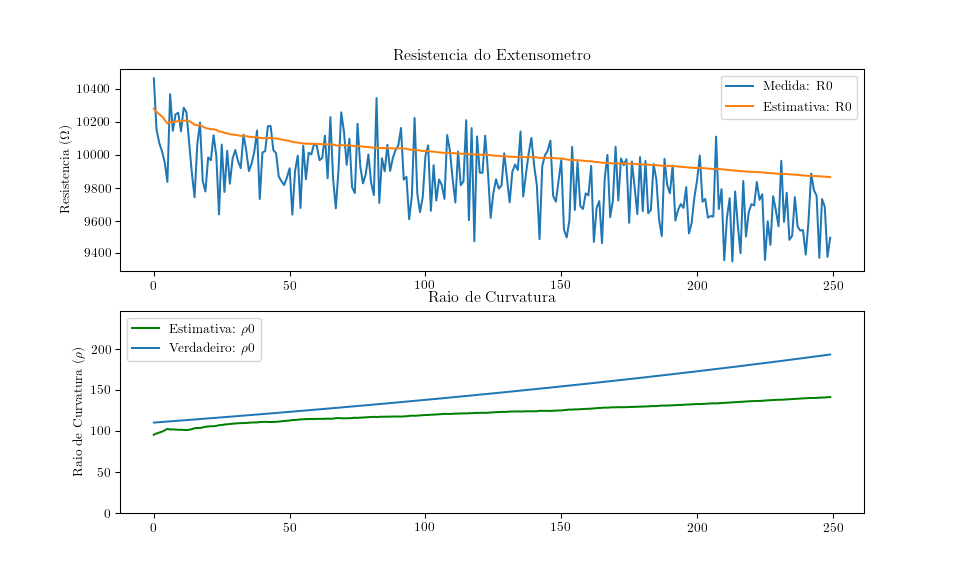 Resistencia do Extensometro
Resistencia (Ω)
10400
10200
10000
9800
9600
9400
Medida: R0
Estimativa: R0
0 50 100 150 200 250
Raio de Curvatura
Raio de Curvatura (ρ)
200
150
100
50
0
Estimativa: ρ0
Verdadeiro: ρ0
0 50 100 150 200 250